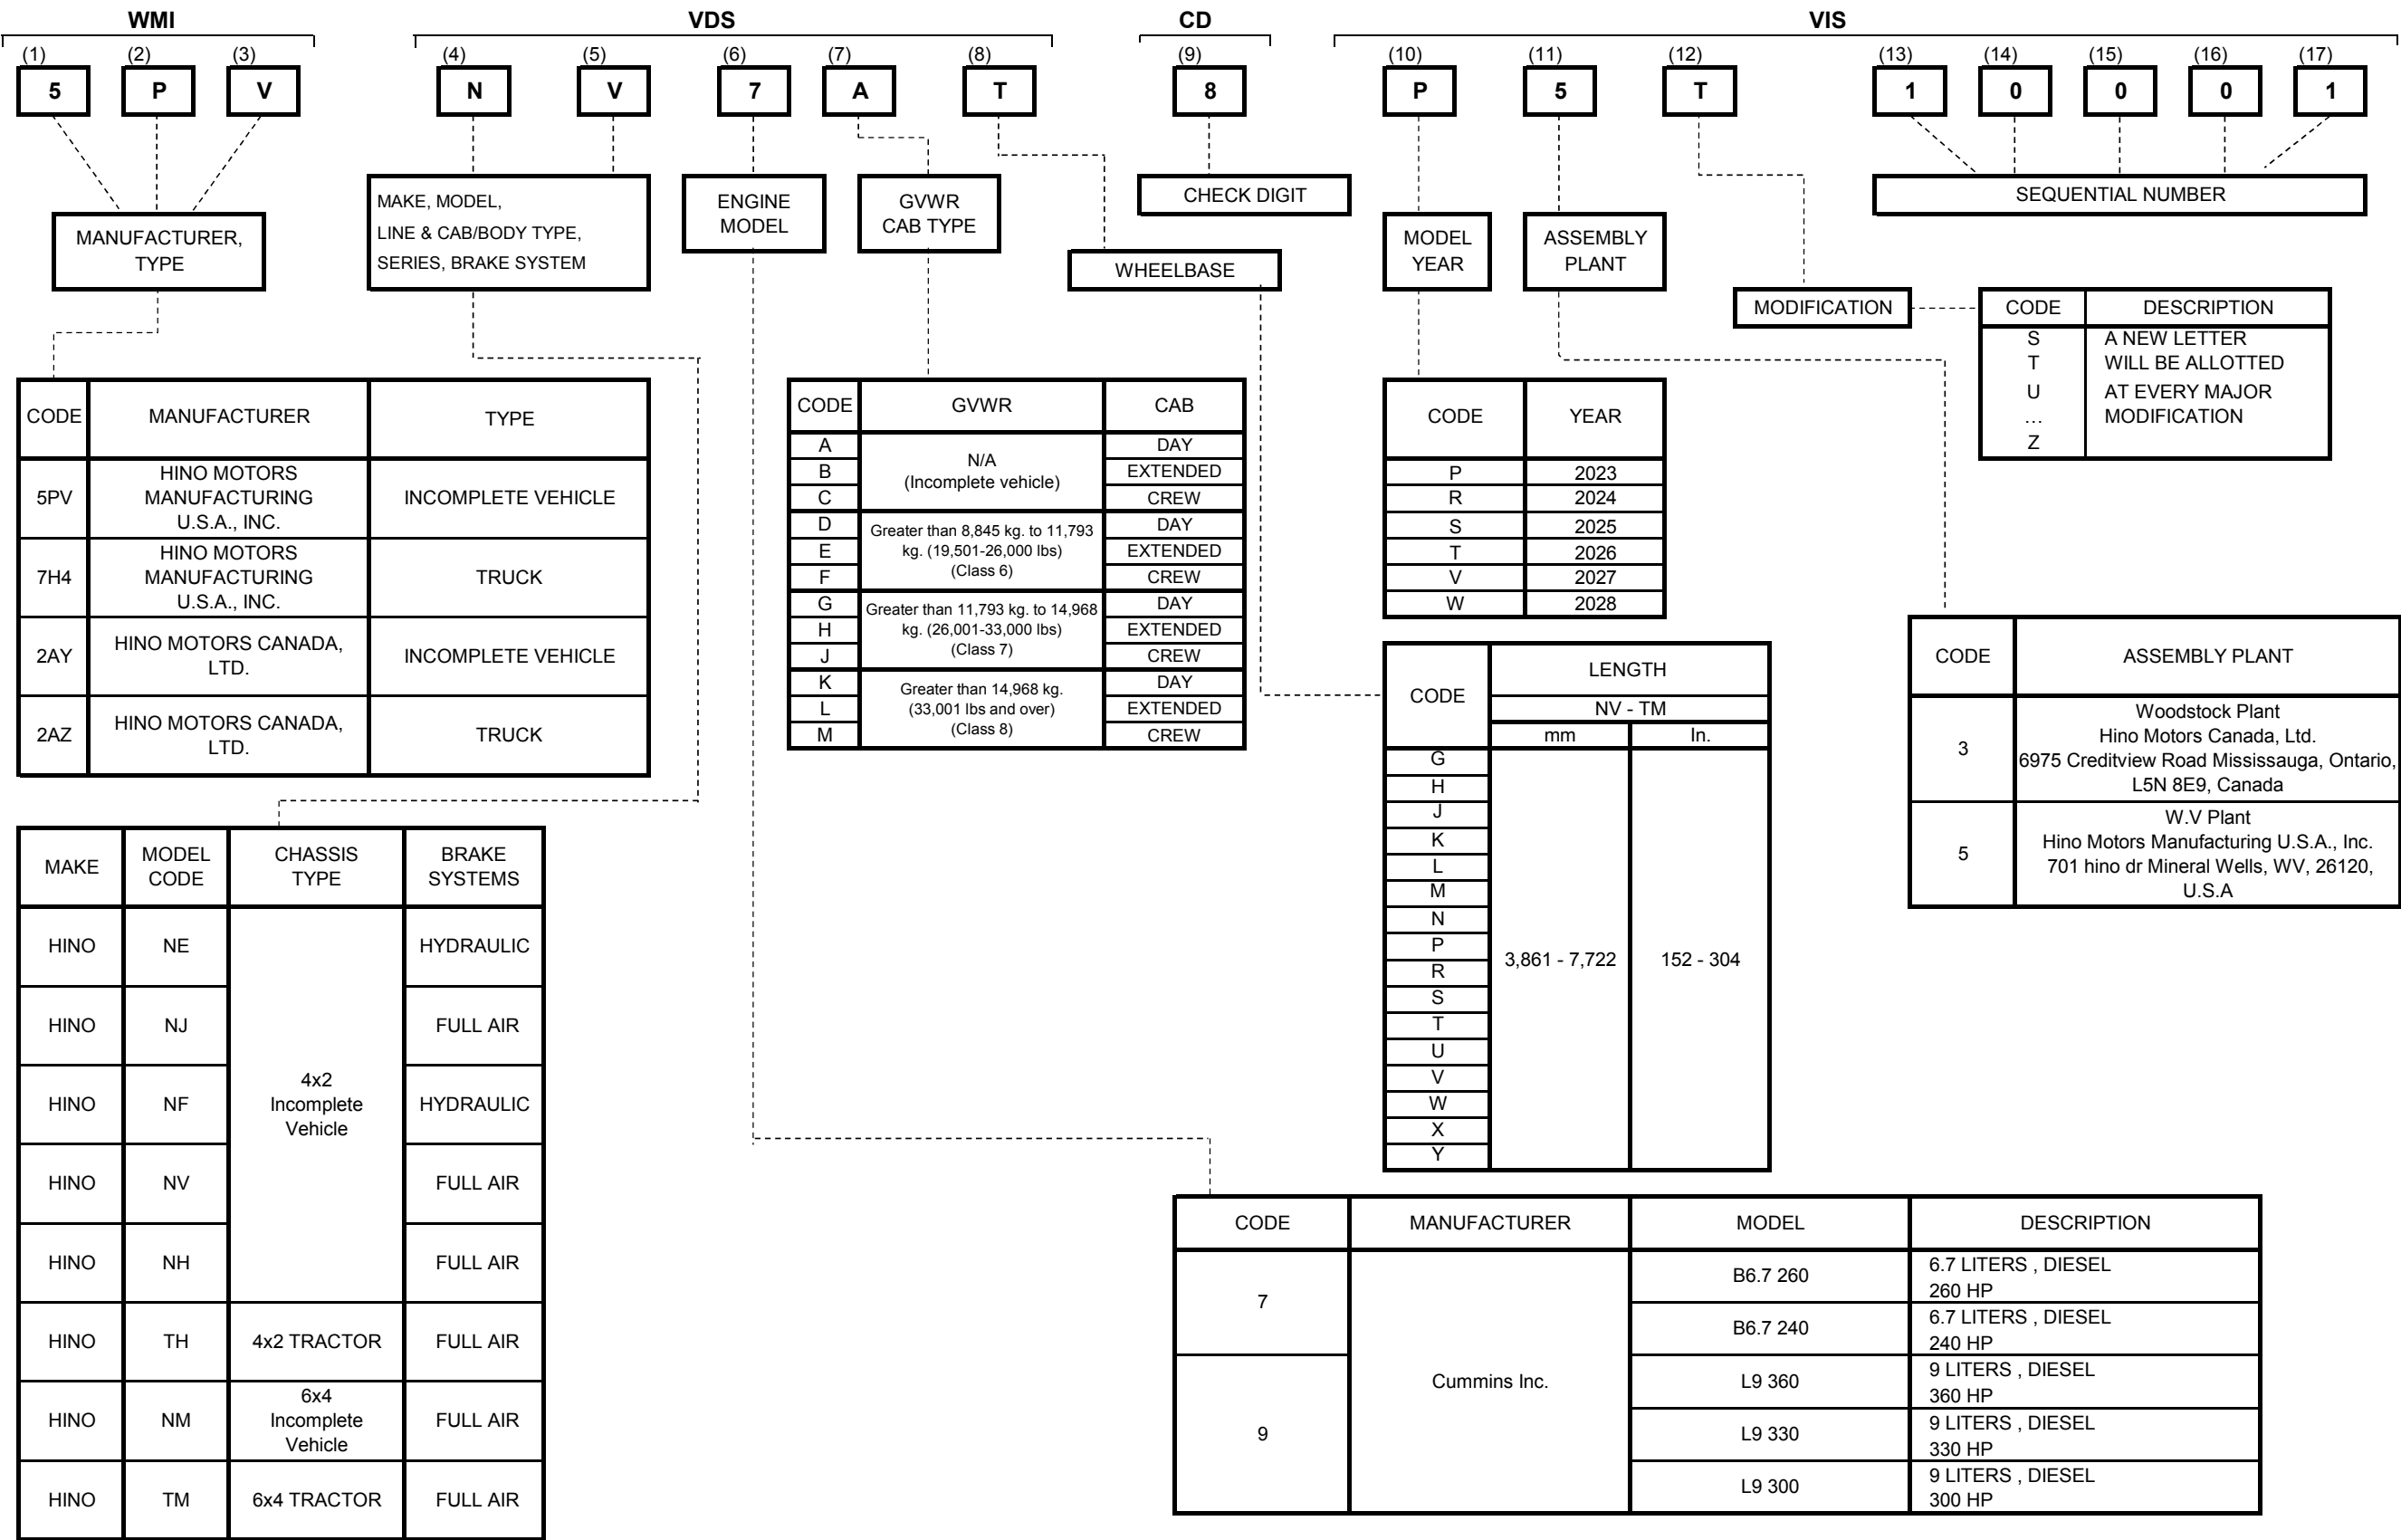 WMI VDS CD VIS
(1) (2) (3) (4) (5) (6) (7) (8) (9) (10) (11) (12) (13) (14) (15) (16) (17)
5 P V N V 7 A T 8 P 5 T 1 0 0 0 1
MANUFACTURER,
TYPE
MAKE, MODEL,
LINE & CAB/BODY TYPE,
SERIES, BRAKE SYSTEM
ENGINE
MODEL
GVWR
CAB TYPE
WHEELBASE
CHECK DIGIT
MODEL
YEAR
ASSEMBLY
PLANT
MODIFICATION
SEQUENTIAL NUMBER
CODE DESCRIPTION
S A NEW LETTER
T WILL BE ALLOTTED
U AT EVERY MAJOR
... MODIFICATION
Z
CODE MANUFACTURER TYPE
5PV HINO MOTORS
MANUFACTURING
U.S.A., INC.
INCOMPLETE VEHICLE
7H4 HINO MOTORS
MANUFACTURING
U.S.A., INC.
TRUCK
2AY HINO MOTORS CANADA,
LTD.
INCOMPLETE VEHICLE
2AZ HINO MOTORS CANADA,
LTD.
TRUCK
CODE GVWR CAB
A DAY
B EXTENDED
C CREW
N/A
(Incomplete vehicle)
D DAY
E EXTENDED
F CREW
Greater than 8,845 kg. to 11,793
kg. (19,501-26,000 lbs)
(Class 6)
G DAY
H EXTENDED
J CREW
Greater than 11,793 kg. to 14,968
kg. (26,001-33,000 lbs)
(Class 7)
K DAY
L EXTENDED
M CREW
Greater than 14,968 kg.
(33,001 lbs and over)
(Class 8)
CODE YEAR
P 2023
R 2024
S 2025
T 2026
V 2027
W 2028
CODE LENGTH
NV - TM
mm In.
G
H
J
K
L
M
N
P
R
S
T
U
V
W
X
Y
3,861 - 7,722 152 - 304
CODE ASSEMBLY PLANT
3 Woodstock Plant
Hino Motors Canada, Ltd.
6975 Creditview Road Mississauga, Ontario,
L5N 8E9, Canada
5 W.V Plant
Hino Motors Manufacturing U.S.A., Inc.
701 hino dr Mineral Wells, WV, 26120,
U.S.A
MAKE MODEL
CODE
CHASSIS
TYPE
BRAKE
SYSTEMS
HINO NE HYDRAULIC
HINO NJ FULL AIR
HINO NF HYDRAULIC
HINO NV FULL AIR
HINO NH FULL AIR
4x2
Incomplete
Vehicle
HINO TH 4x2 TRACTOR FULL AIR
HINO NM 6x4
Incomplete
Vehicle
FULL AIR
HINO TM 6x4 TRACTOR FULL AIR
CODE MANUFACTURER MODEL DESCRIPTION
7 Cummins Inc. B6.7 260 6.7 LITERS , DIESEL
260 HP
B6.7 240 6.7 LITERS , DIESEL
240 HP
9 L9 360 9 LITERS , DIESEL
360 HP
L9 330 9 LITERS , DIESEL
330 HP
L9 300 9 LITERS , DIESEL
300 HP